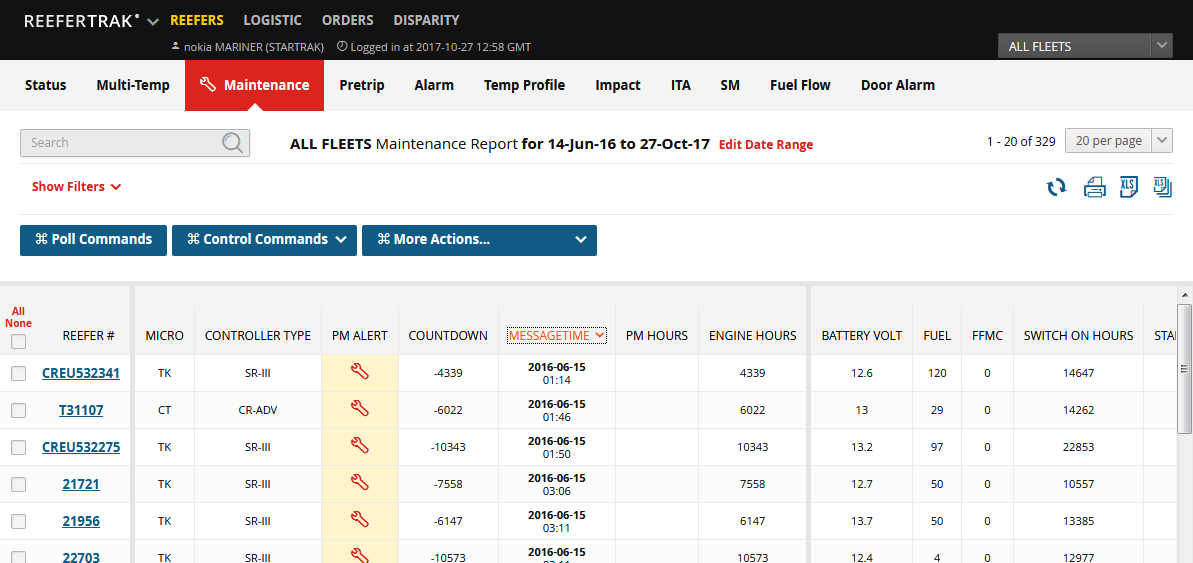 REEFERTRAK REEFERS LOGISTIC ORDERS DISPARITY
nokia MARINER (STARTRAK) Logged in at 2017-10-27 12:58 GMT
ALL FLEETS
Status Multi-Temp Maintenance Pretrip Alarm Temp Profile Impact ITA SM Fuel Flow Door Alarm
Search ALL FLEETS Maintenance Report for 14-Jun-16 to 27-Oct-17 Edit Date Range 1 - 20 of 329 20 per page
Show Filters XLS XLS
⌘ Poll Commands ⌘ Control Commands ⌘ More Actions...
All
None
REEFER # MICRO CONTROLLER TYPE PM ALERT COUNTDOWN MESSAGETIME PM HOURS ENGINE HOURS BATTERY VOLT FUEL FFMC SWITCH ON HOURS STA
CREU532341 TK SR-III -4339 2016-06-15 01:14 4339 12.6 120 0 14647
T31107 CT CR-ADV -6022 2016-06-15 01:46 6022 13 29 0 14262
CREU532275 TK SR-III -10343 2016-06-15 01:50 10343 13.2 97 0 22853
21721 TK SR-III -7558 2016-06-15 03:06 7558 12.7 50 0 10557
21956 TK SR-III -6147 2016-06-15 03:11 6147 13.7 50 0 13385
22703 TK SR-III -10573 2016-06-15 10573 12.4 4 0 12977